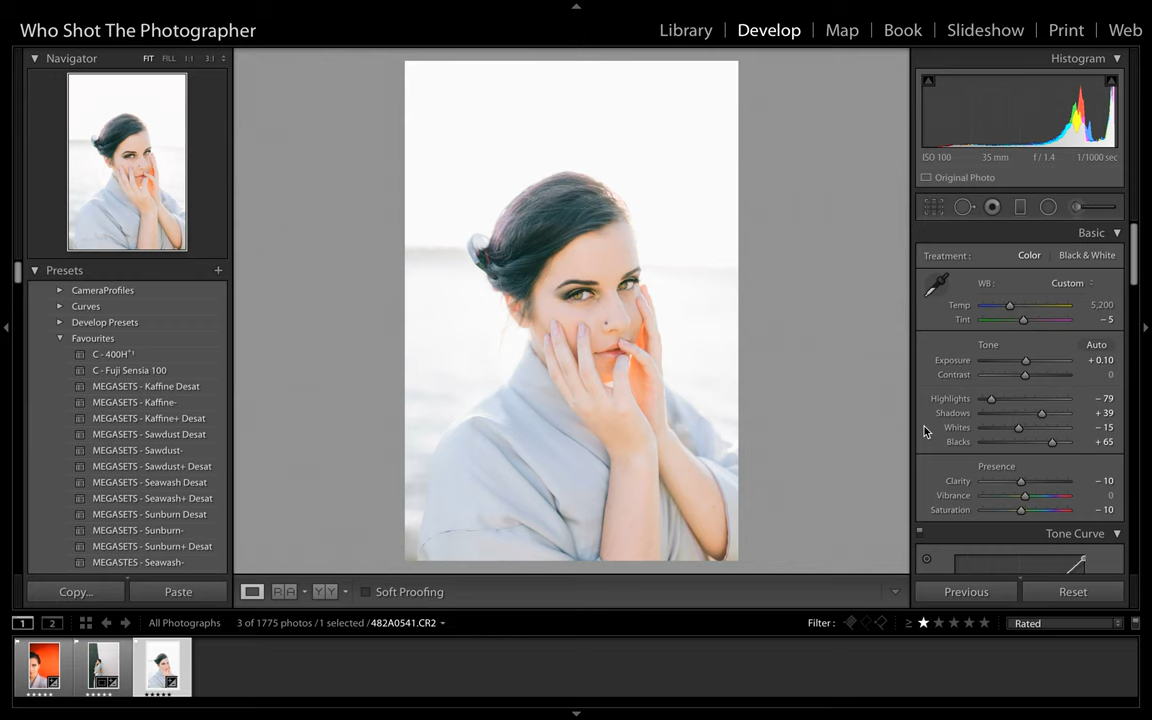 Who Shot The Photographer
Library | Develop | Map | Book | Slideshow | Print | Web
Navigator FIT FILL 1:1 3:1
Histogram
ISO 100 35 mm f / 1.4 1/1000 sec
Original Photo
Presets +
CameraProfiles
Curves
Develop Presets
Favourites
C - 400H⁺¹
C - Fuji Sensia 100
MEGASETS - Kaffine Desat
MEGASETS - Kaffine-
MEGASETS - Kaffine+ Desat
MEGASETS - Sawdust Desat
MEGASETS - Sawdust-
MEGASETS - Sawdust+ Desat
MEGASETS - Seawash Desat
MEGASETS - Seawash+ Desat
MEGASETS - Sunburn Desat
MEGASETS - Sunburn-
MEGASETS - Sunburn+ Desat
MEGASTES - Seawash-
Basic
Treatment : Color | Black & White
WB : Custom
Temp 5,200
Tint – 5
Tone Auto
Exposure + 0.10
Contrast 0
Highlights – 79
Shadows + 39
Whites – 15
Blacks + 65
Presence
Clarity – 10
Vibrance 0
Saturation – 10
Tone Curve
Copy... Paste
RA YY Soft Proofing
Previous Reset
1 2 All Photographs 3 of 1775 photos / 1 selected / 482A0541.CR2
Filter : ≥ Rated